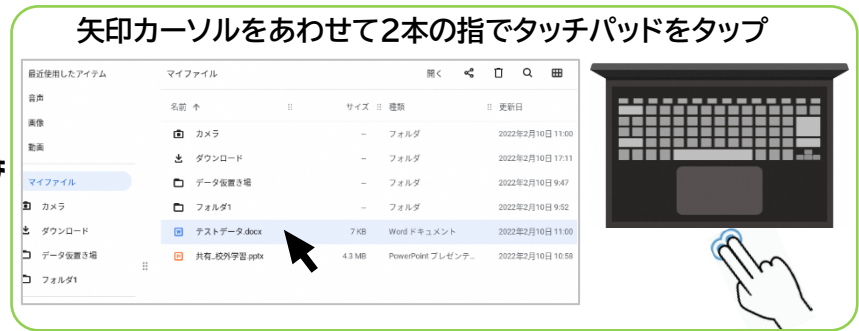 矢印カーソルをあわせて2本の指でタッチパッドをタップ
最近使用したアイテム
音声
画像
動画
マイファイル
カメラ
ダウンロード
データ仮置き場
フォルダ1
マイファイル 開く
名前 ↑ サイズ 種類 更新日
カメラ – フォルダ 2022年2月10日 11:00
ダウンロード – フォルダ 2022年2月10日 17:11
データ仮置き場 – フォルダ 2022年2月10日 9:47
フォルダ1 – フォルダ 2022年2月10日 9:52
テストデータ.docx 7 KB Word ドキュメント 2022年2月10日 11:00
共有_校外学習.pptx 4.3 MB PowerPoint プレゼンテ... 2022年2月10日 10:58